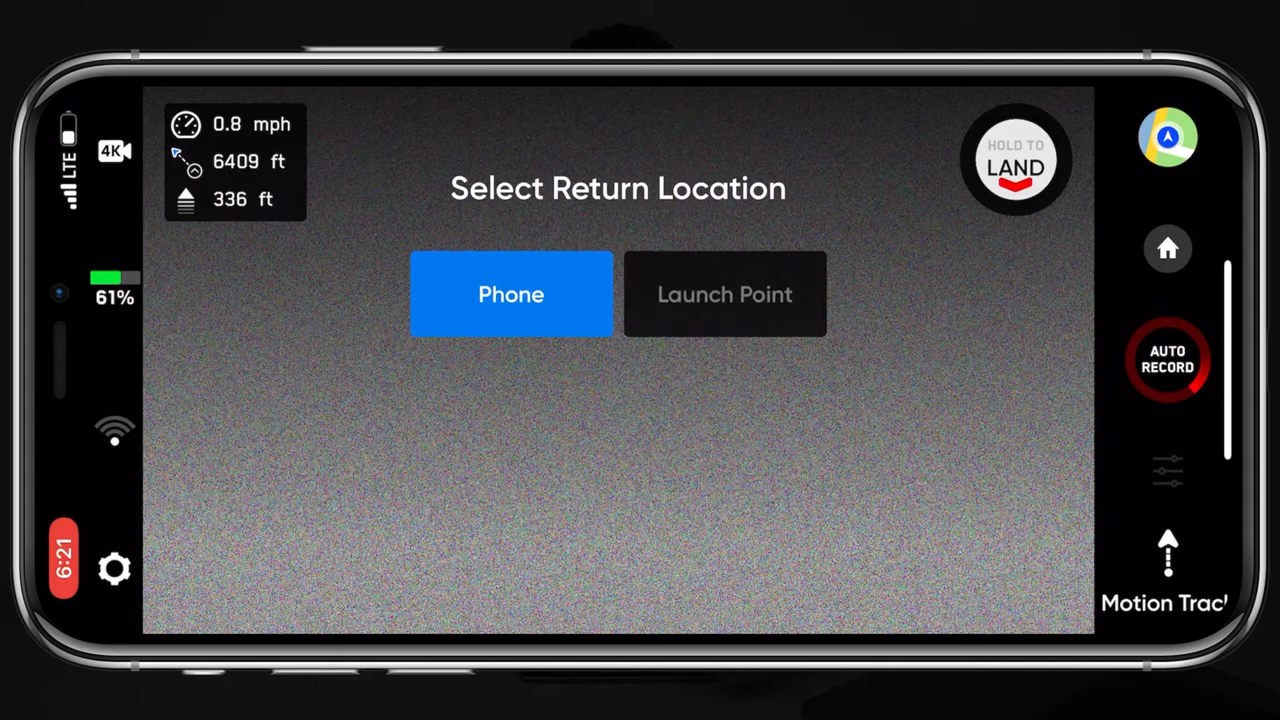 LTE
4K
61%
6:21
0.8 mph
6409 ft
336 ft
Select Return Location
Phone
Launch Point
HOLD TO
LAND
AUTO
RECORD
Motion Trac